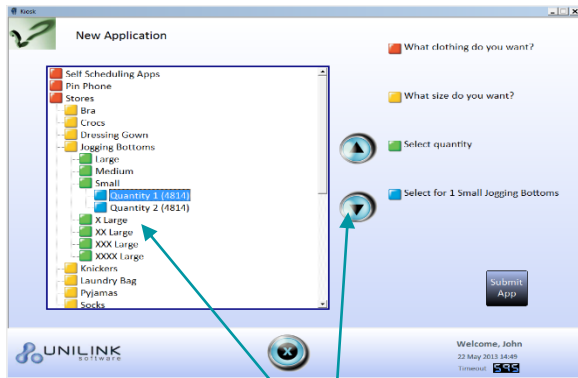 Kiosk
New Application
Self Scheduling Apps
Pin Phone
Stores
Bra
Crocs
Dressing Gown
Jogging Bottoms
Large
Medium
Small
Quantity 1 (4814)
Quantity 2 (4814)
X Large
XX Large
XXX Large
XXXX Large
Knickers
Laundry Bag
Pyjamas
Socks
What clothing do you want?
What size do you want?
Select quantity
Select for 1 Small Jogging Bottoms
Submit
App
UNILINK
software
Welcome, John
22 May 2013 14:49
Timeout 595